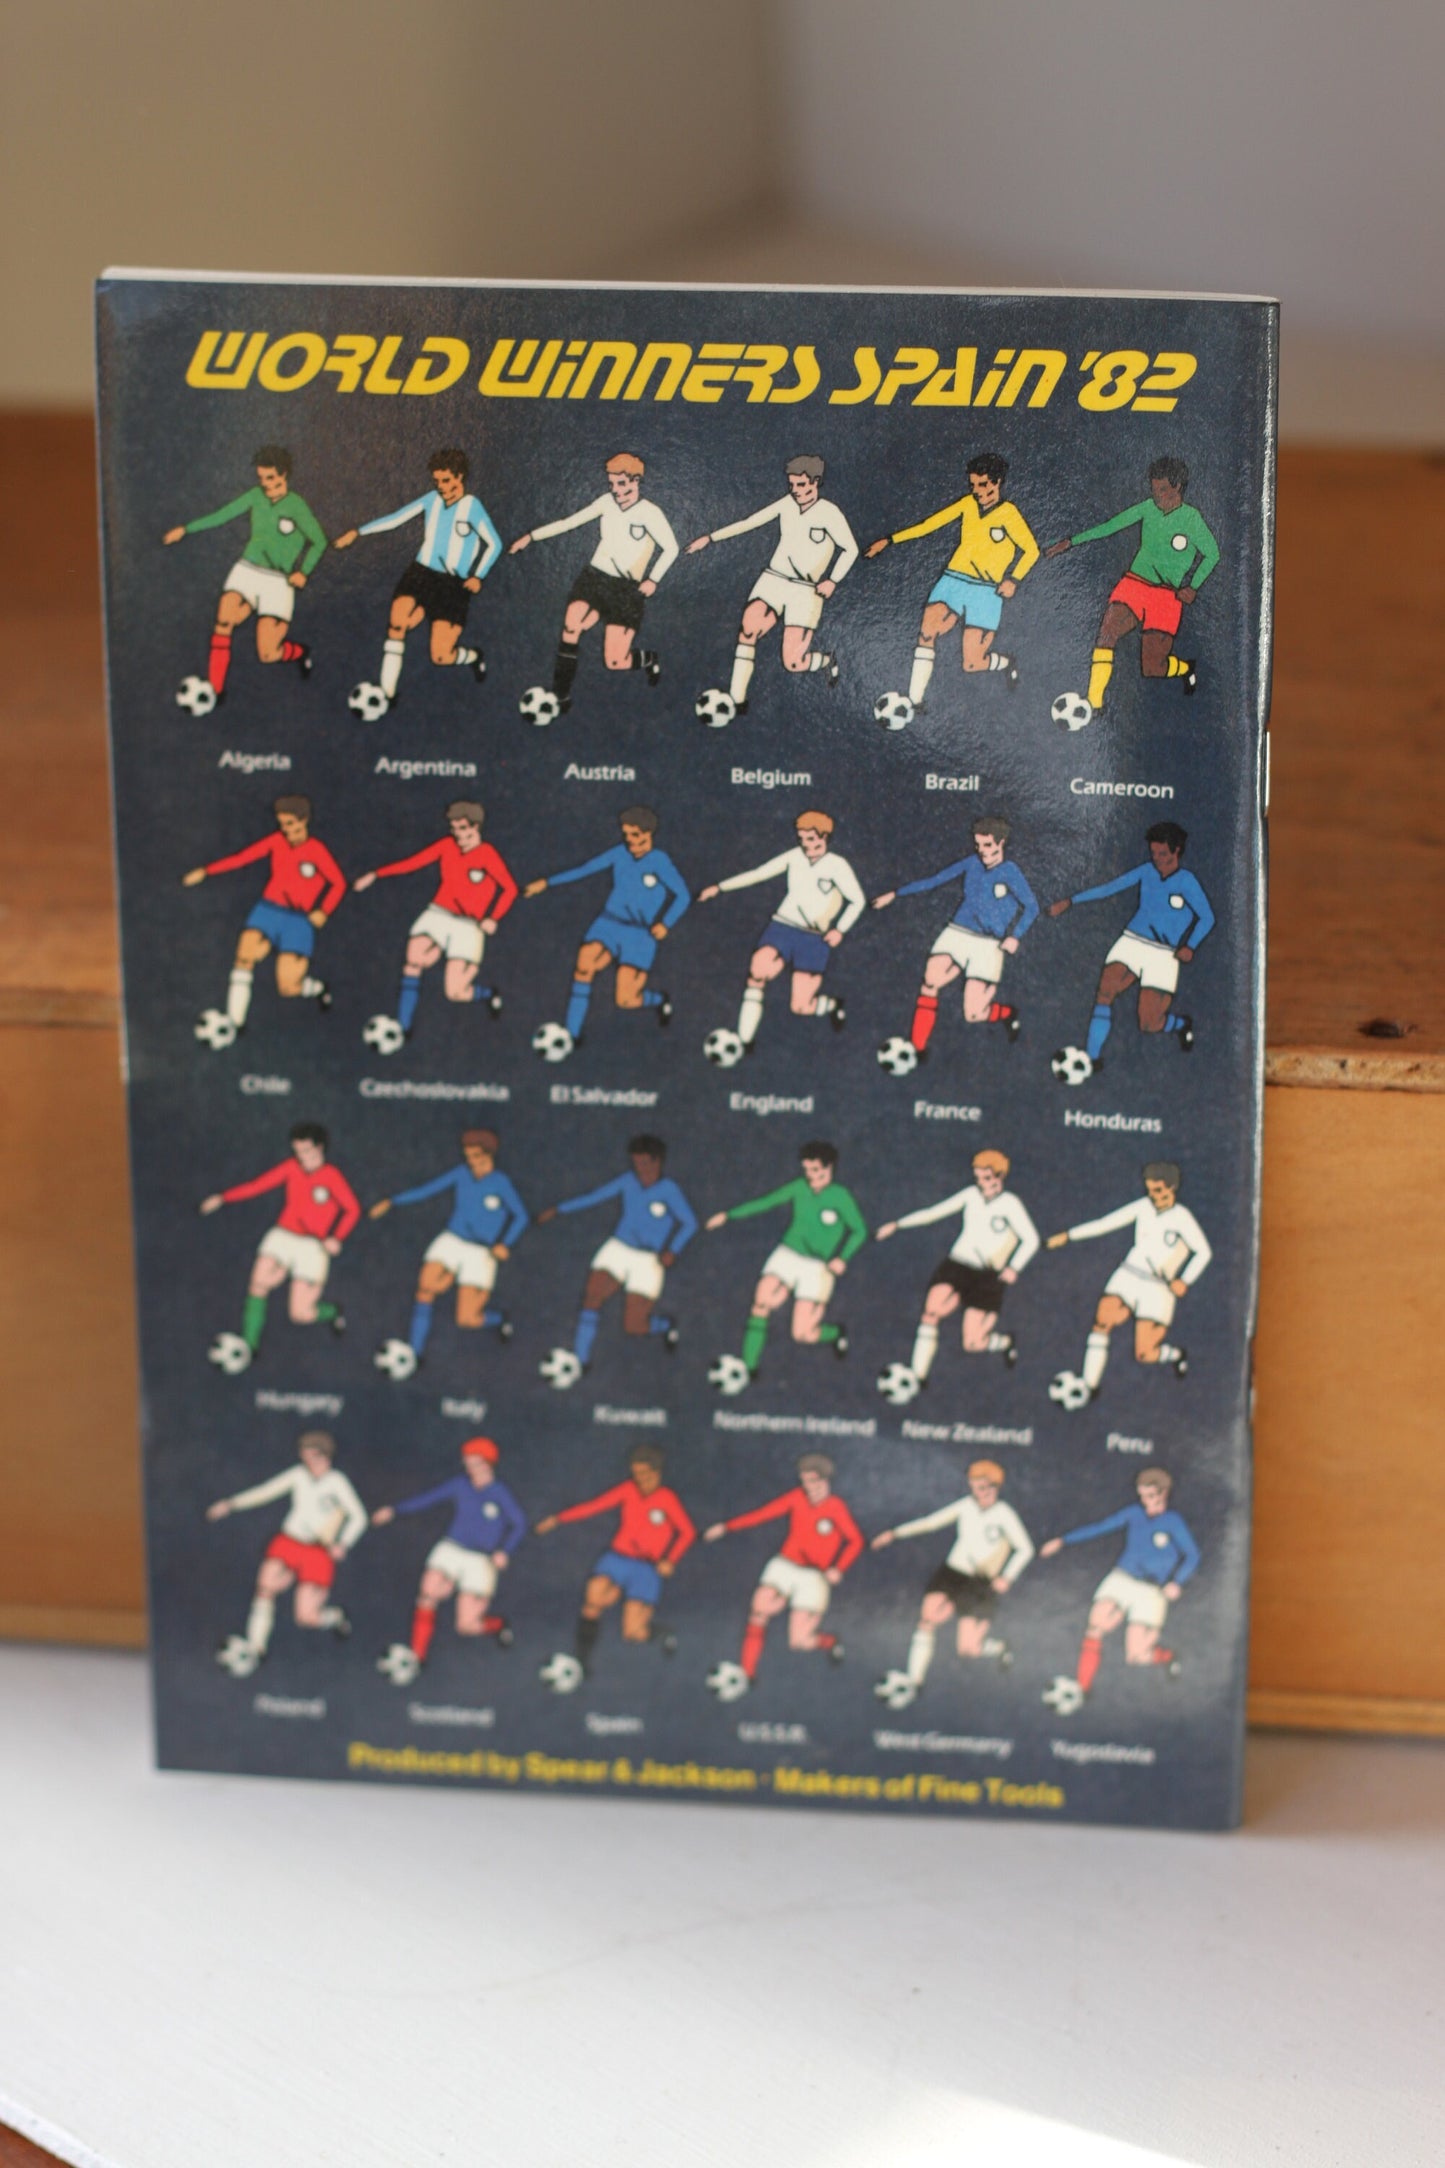 WORLD WINNERS SPAIN '82
Algeria Argentina Austria Belgium Brazil Cameroon
Chile Czechoslovakia El Salvador England France Honduras
Hungary Italy Kuwait Northern Ireland New Zealand Peru
Poland Scotland Spain U.S.S.R. West Germany Yugoslavia
Produced by Spear & Jackson · Makers of Fine Tools